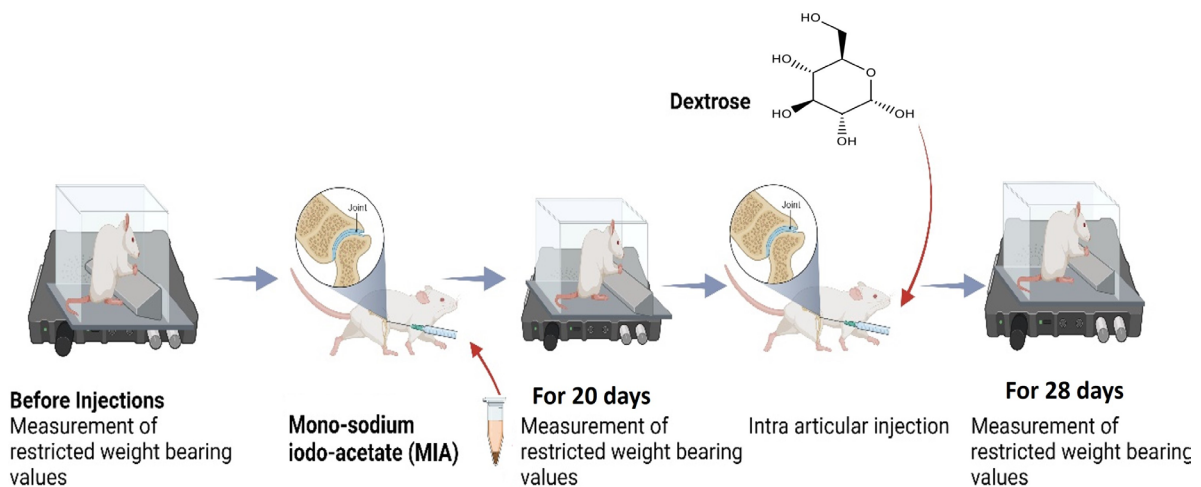 HO
HO
O
Dextrose
HO
OH
OH
Joint
Joint
Before Injections
Measurement of
restricted weight bearing
values
Mono-sodium
iodo-acetate (MIA)
For 20 days
Measurement of
restricted weight bearing
values
Intra articular injection
For 28 days
Measurement of
restricted weight bearing
values